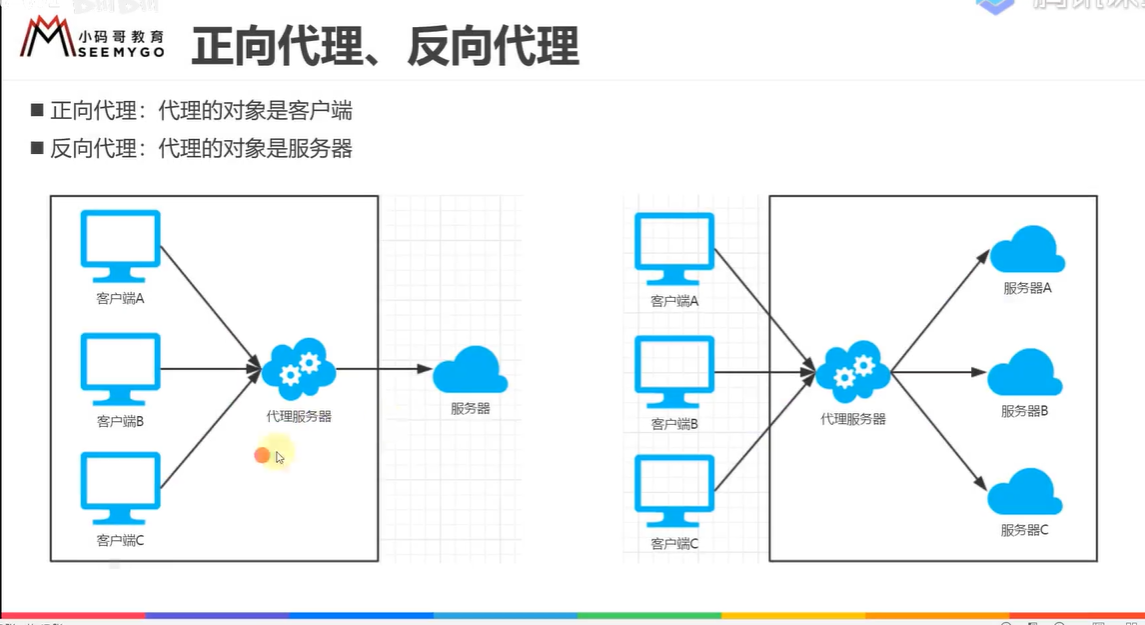 小码哥教育
SEEMYGO
正向代理、反向代理
■ 正向代理：代理的对象是客户端
■ 反向代理：代理的对象是服务器
客户端A
客户端B
客户端C
代理服务器
服务器
客户端A
客户端B
客户端C
代理服务器
服务器A
服务器B
服务器C